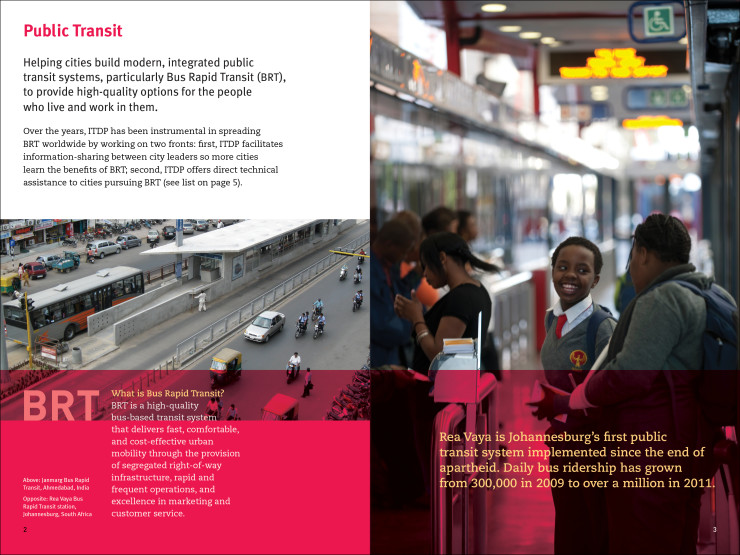 Public Transit
Helping cities build modern, integrated public
transit systems, particularly Bus Rapid Transit (BRT),
to provide high-quality options for the people
who live and work in them.
Over the years, ITDP has been instrumental in spreading
BRT worldwide by working on two fronts: first, ITDP facilitates
information-sharing between city leaders so more cities
learn the benefits of BRT; second, ITDP offers direct technical
assistance to cities pursuing BRT (see list on page 5).
BRT
What is Bus Rapid Transit?
BRT is a high-quality
bus-based transit system
that delivers fast, comfortable,
and cost-effective urban
mobility through the provision
of segregated right-of-way
infrastructure, rapid and
frequent operations, and
excellence in marketing and
customer service.
Above: Janmarg Bus Rapid
Transit, Ahmedabad, India
Opposite: Rea Vaya Bus
Rapid Transit station,
Johannesburg, South Africa
2
Rea Vaya is Johannesburg's first public
transit system implemented since the end of
apartheid. Daily bus ridership has grown
from 300,000 in 2009 to over a million in 2011.
3